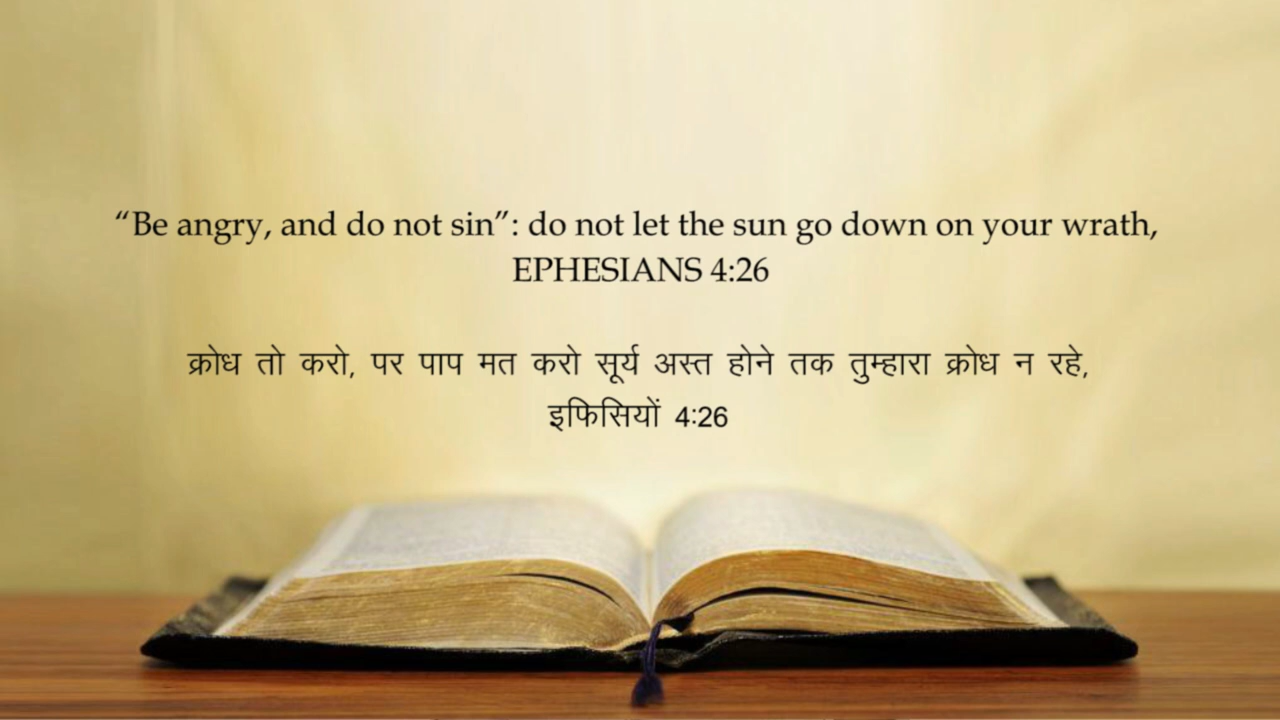 “Be angry, and do not sin”: do not let the sun go down on your wrath,
EPHESIANS 4:26
क्रोध तो करो, पर पाप मत करो सूर्य अस्त होने तक तुम्हारा क्रोध न रहे,
इफिसियों 4:26